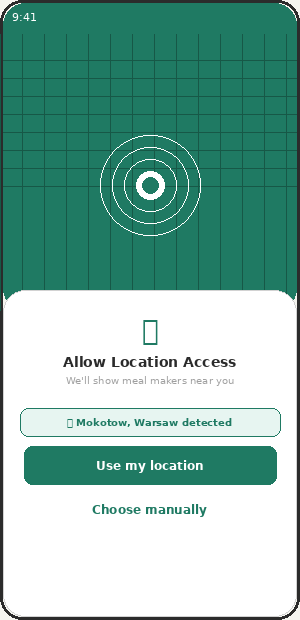 9:41
Allow Location Access
We'll show meal makers near you
Mokotow, Warsaw detected
Use my location
Choose manually